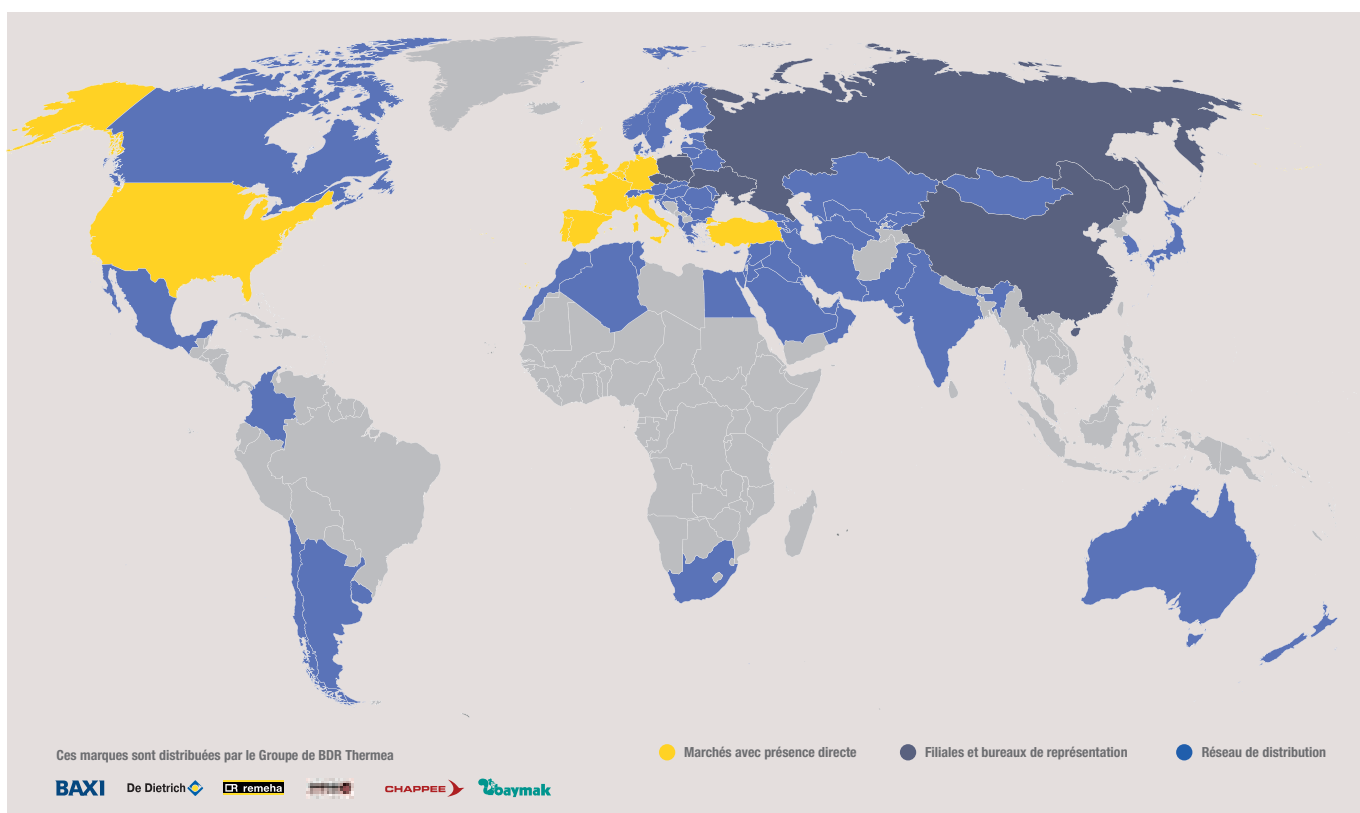 Ces marques sont distribuées par le Groupe de BDR Thermea
Marchés avec présence directe
Filiales et bureaux de représentation
Réseau de distribution
BAXI
De Dietrich
remeha
CHAPPEE
baymak